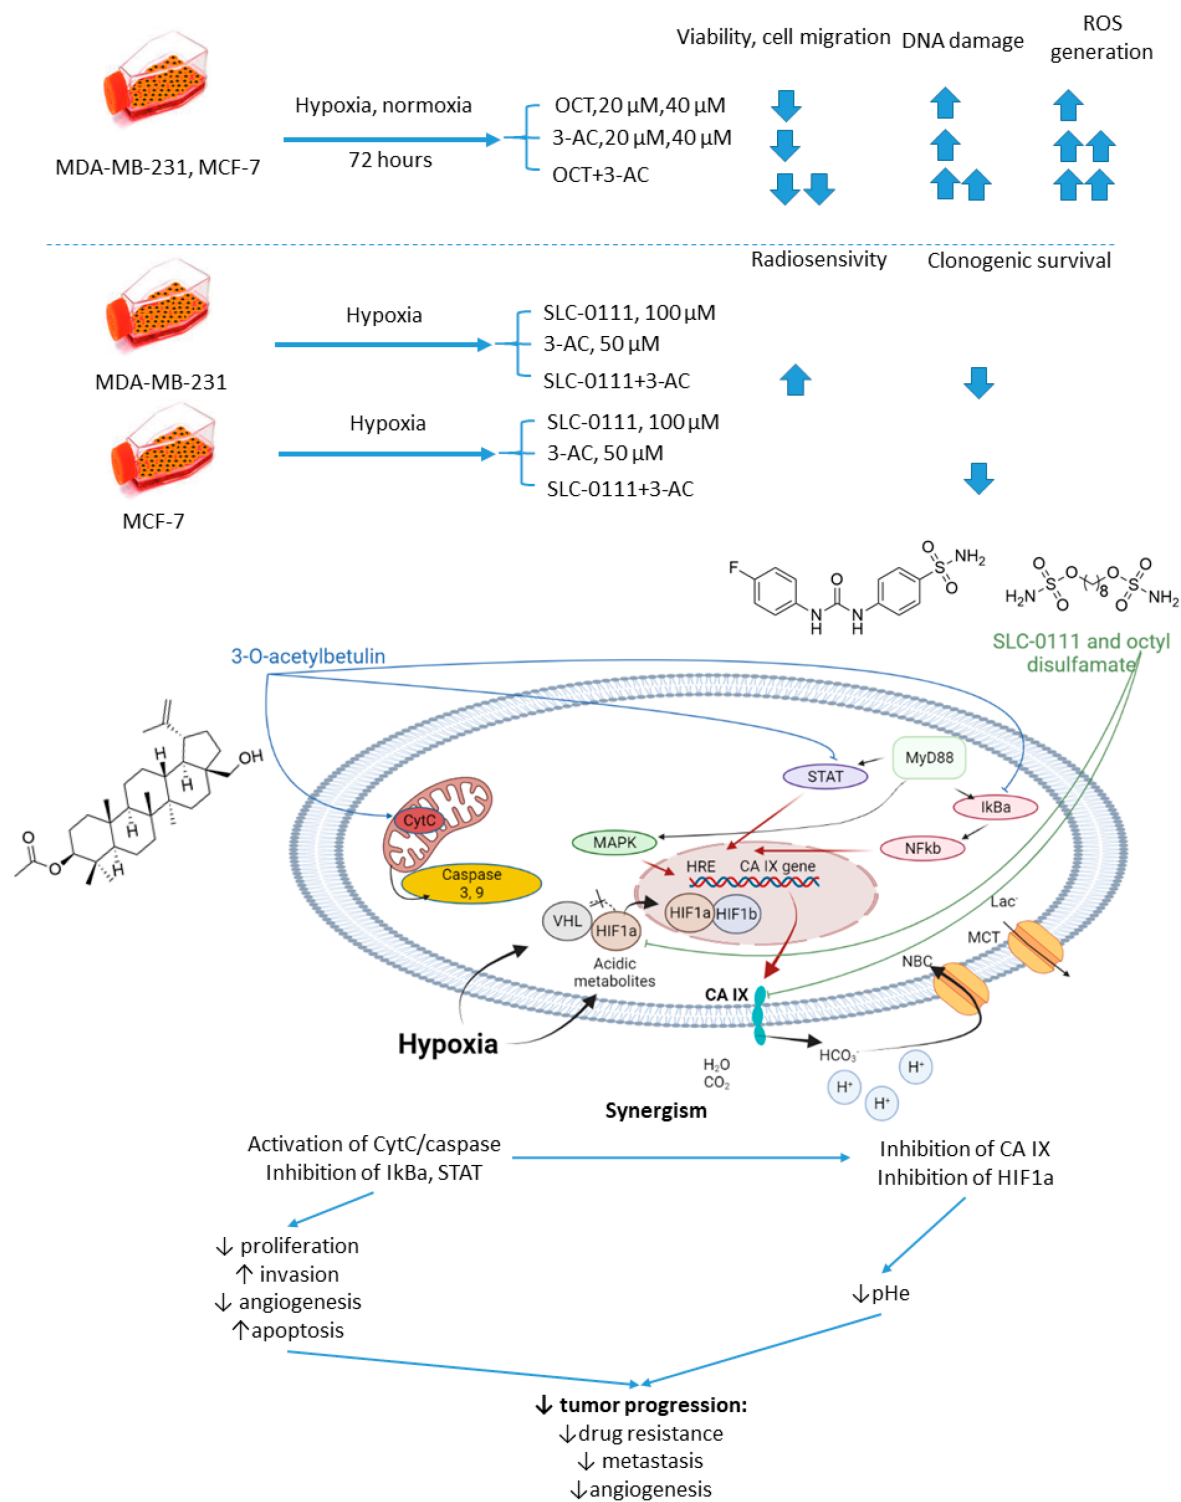 Viability, cell migration
DNA damage
ROS
generation
Hypoxia, normoxia
72 hours
MDA-MB-231, MCF-7
OCT,20 µM,40 µM
3-AC,20 µM,40 µM
OCT+3-AC
Radiosensivity
Clonogenic survival
Hypoxia
SLC-0111, 100 µM
3-AC, 50 µM
SLC-0111+3-AC
MDA-MB-231
Hypoxia
SLC-0111, 100 µM
3-AC, 50 µM
SLC-0111+3-AC
MCF-7
F
O
N
H
N
H
O
S
NH₂
O
O
S
O
H₂N
O
8
O
O
S
O
NH₂
SLC-0111 and octyl
disulfamate
3-O-acetylbetulin
H
OH
H
H
H
O
O
STAT
MyD88
IkBa
CytC
MAPK
NFkb
HRE
CA IX gene
Caspase
3, 9
VHL
HIF1a
HIF1a
HIF1b
Lac⁻
MCT
NBC
Acidic
metabolites
CA IX
Hypoxia
HCO₃⁻
H₂O
CO₂
H⁺
H⁺
H⁺
Synergism
Activation of CytC/caspase
Inhibition of IkBa, STAT
Inhibition of CA IX
Inhibition of HIF1a
↓ proliferation
↑ invasion
↓ angiogenesis
↑apoptosis
↓pHe
↓ tumor progression:
↓drug resistance
↓ metastasis
↓angiogenesis